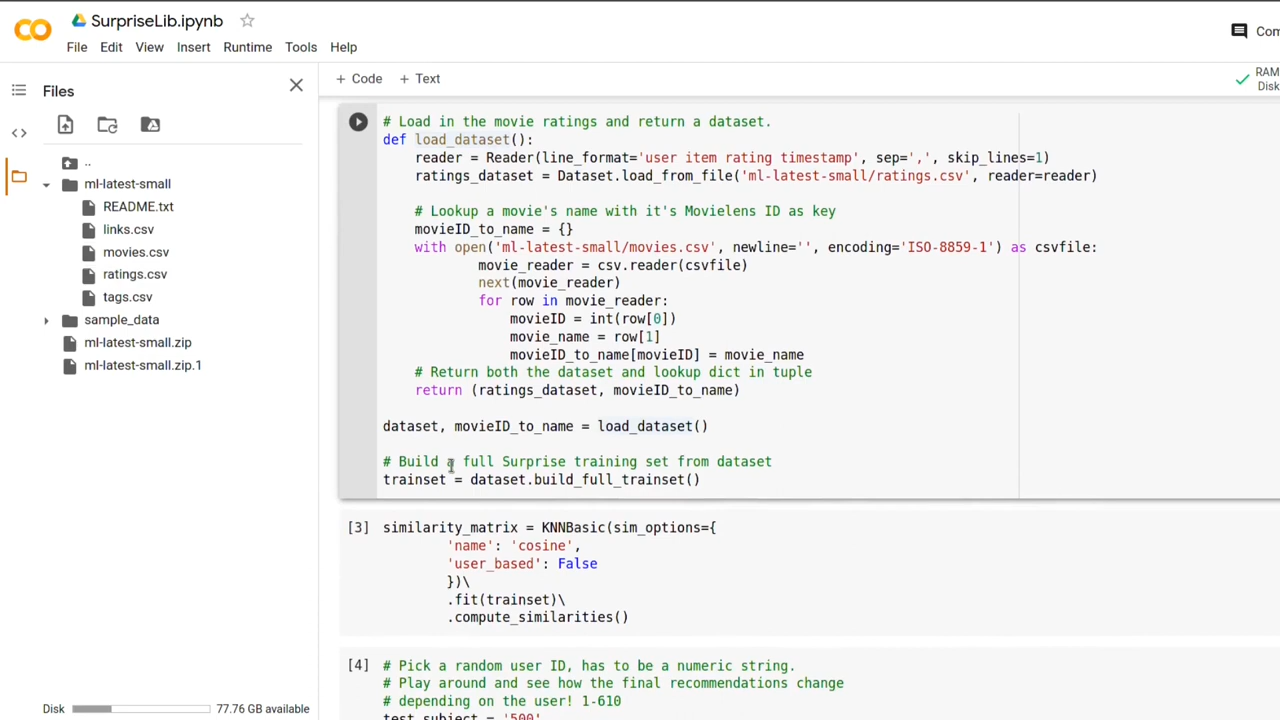 SurpriseLib.ipynb
File Edit View Insert Runtime Tools Help
Com
Files
+ Code + Text
RAM
Disk
..
ml-latest-small
README.txt
links.csv
movies.csv
ratings.csv
tags.csv
sample_data
ml-latest-small.zip
ml-latest-small.zip.1
Disk 77.76 GB available
# Load in the movie ratings and return a dataset.
def load_dataset():
reader = Reader(line_format='user item rating timestamp', sep=',', skip_lines=1)
ratings_dataset = Dataset.load_from_file('ml-latest-small/ratings.csv', reader=reader)
# Lookup a movie's name with it's Movielens ID as key
movieID_to_name = {}
with open('ml-latest-small/movies.csv', newline='', encoding='ISO-8859-1') as csvfile:
movie_reader = csv.reader(csvfile)
next(movie_reader)
for row in movie_reader:
movieID = int(row[0])
movie_name = row[1]
movieID_to_name[movieID] = movie_name
# Return both the dataset and lookup dict in tuple
return (ratings_dataset, movieID_to_name)
dataset, movieID_to_name = load_dataset()
# Build a full Surprise training set from dataset
trainset = dataset.build_full_trainset()
[3] similarity_matrix = KNNBasic(sim_options={
'name': 'cosine',
'user_based': False
})\
.fit(trainset)\
.compute_similarities()
[4] # Pick a random user ID, has to be a numeric string.
# Play around and see how the final recommendations change
# depending on the user! 1-610
test_subject = '500'